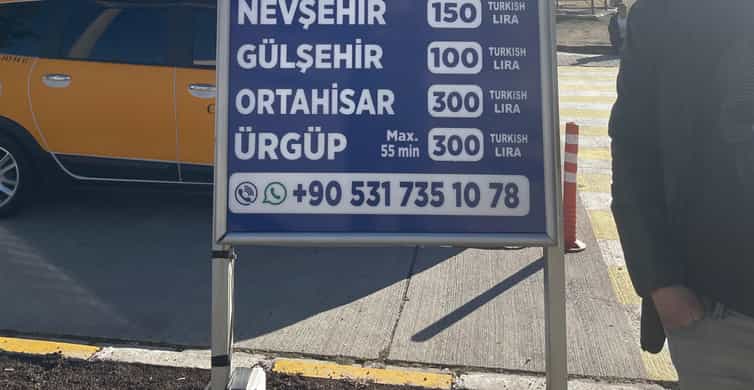 NEVŞEHİR 150 TURKISH LIRA
GÜLŞEHİR 100 TURKISH LIRA
ORTAHİSAR 300 TURKISH LIRA
ÜRGÜP Max. 55 min 300 TURKISH LIRA
+90 531 735 10 78